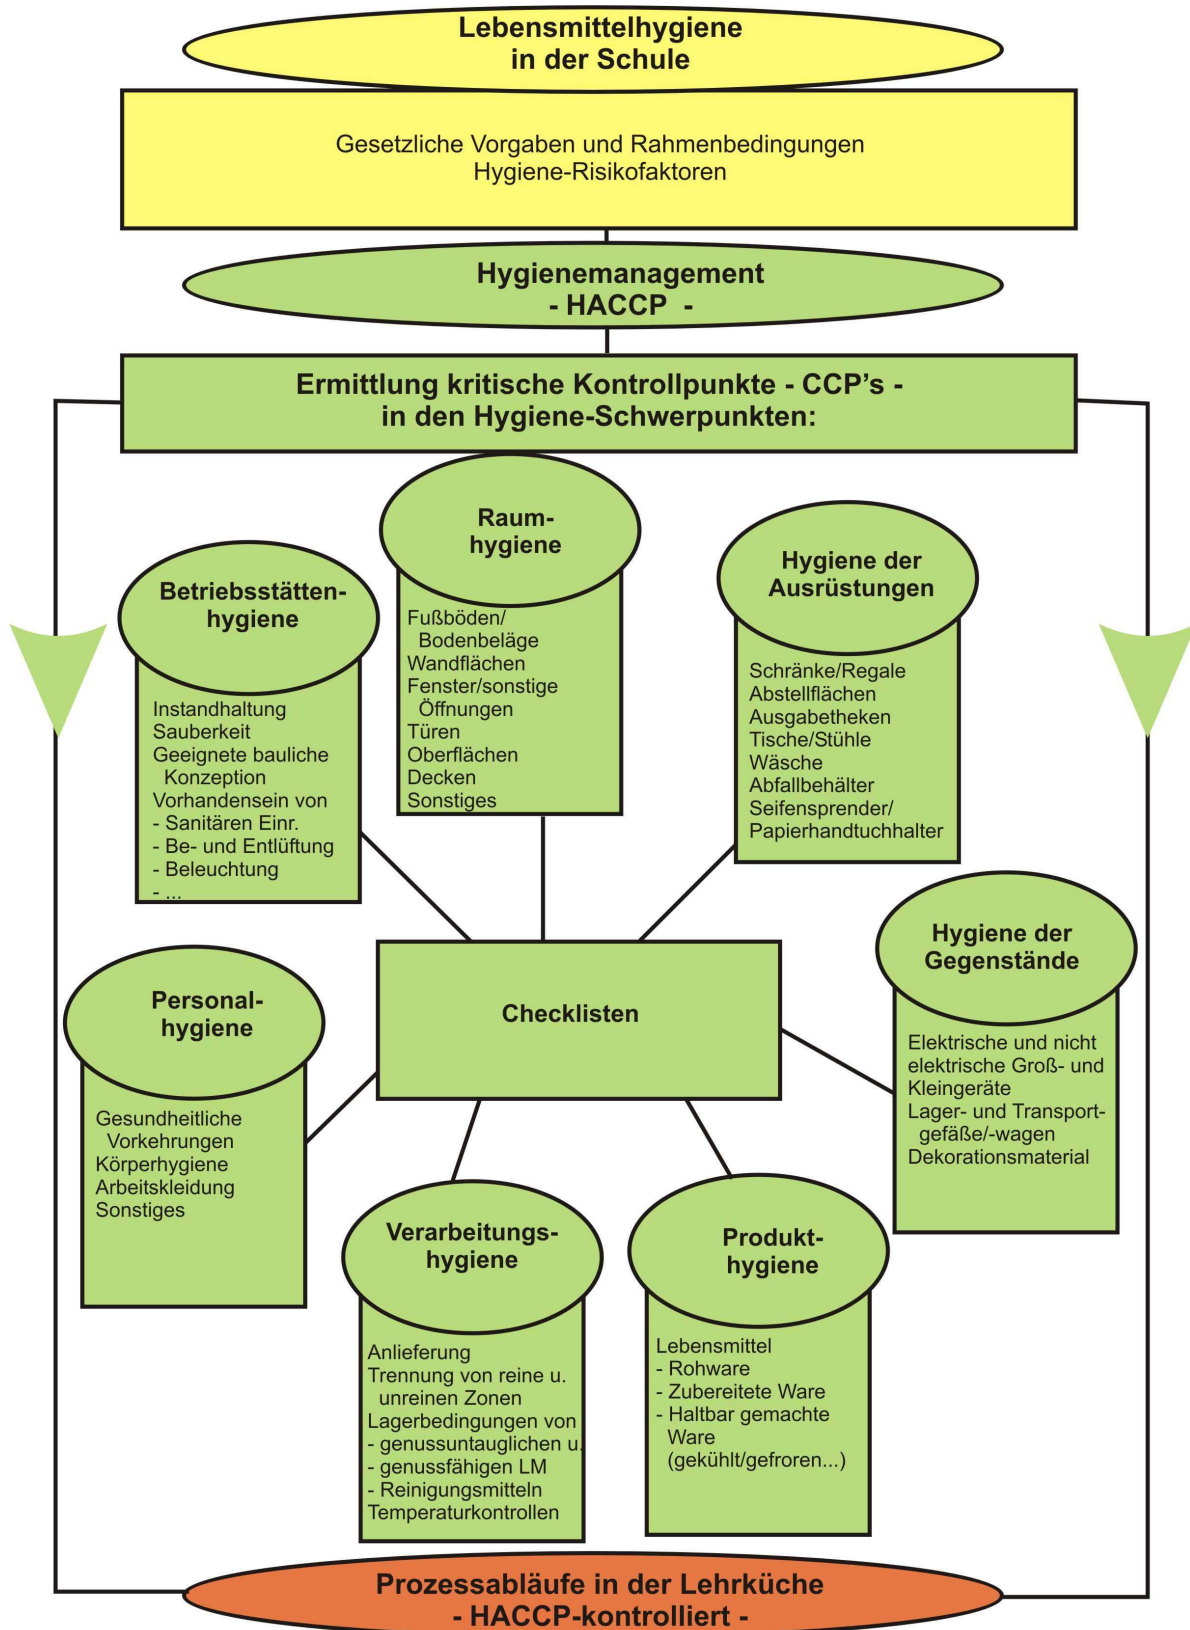 Lebensmittelhygiene
in der Schule
Gesetzliche Vorgaben und Rahmenbedingungen
Hygiene-Risikofaktoren
Hygienemanagement
- HACCP -
Ermittlung kritische Kontrollpunkte - CCP's -
in den Hygiene-Schwerpunkten:
Raum-
hygiene
Fußböden/
Bodenbeläge
Wandflächen
Fenster/sonstige
Öffnungen
Türen
Oberflächen
Decken
Sonstiges
Hygiene der
Ausrüstungen
Schränke/Regale
Abstellflächen
Ausgabetheken
Tische/Stühle
Wäsche
Abfallbehälter
Seifensprender/
Papierhandtuchhalter
Betriebsstätten-
hygiene
Instandhaltung
Sauberkeit
Geeignete bauliche
Konzeption
Vorhandensein von
- Sanitären Einr.
- Be- und Entlüftung
- Beleuchtung
- ...
Hygiene der
Gegenstände
Elektrische und nicht
elektrische Groß- und
Kleingeräte
Lager- und Transport-
gefäße/-wagen
Dekorationsmaterial
Personal-
hygiene
Gesundheitliche
Vorkehrungen
Körperhygiene
Arbeitskleidung
Sonstiges
Checklisten
Verarbeitungs-
hygiene
Anlieferung
Trennung von reine u.
unreinen Zonen
Lagerbedingungen von
- genussuntauglichen u.
- genussfähigen LM
- Reinigungsmitteln
Temperaturkontrollen
Produkt-
hygiene
Lebensmittel
- Rohware
- Zubereitete Ware
- Haltbar gemachte
Ware
(gekühlt/gefroren...)
Prozessabläufe in der Lehrküche
- HACCP-kontrolliert -